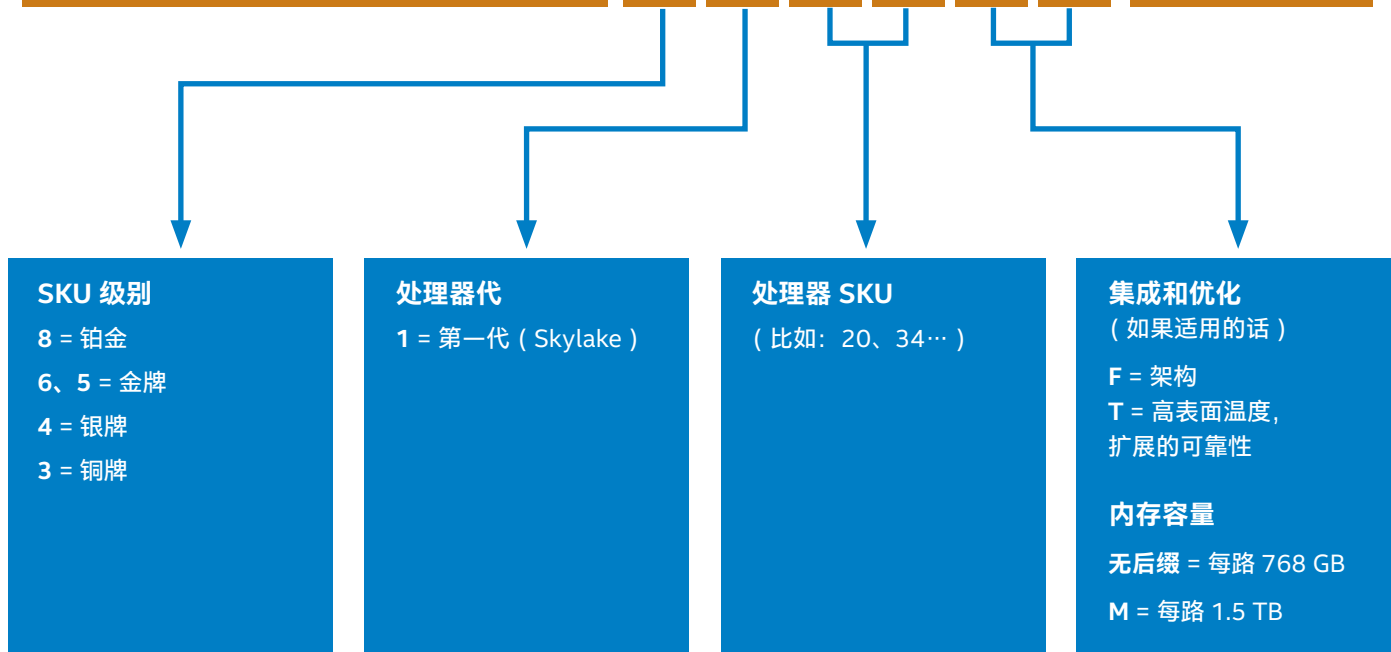 SKU 级别
8 = 铂金
6、5 = 金牌
4 = 银牌
3 = 铜牌
处理器代
1 = 第一代（Skylake）
处理器 SKU
（比如：20、34…）
集成和优化
（如果适用的话）
F = 架构
T = 高表面温度，
扩展的可靠性
内存容量
无后缀 = 每路 768 GB
M = 每路 1.5 TB